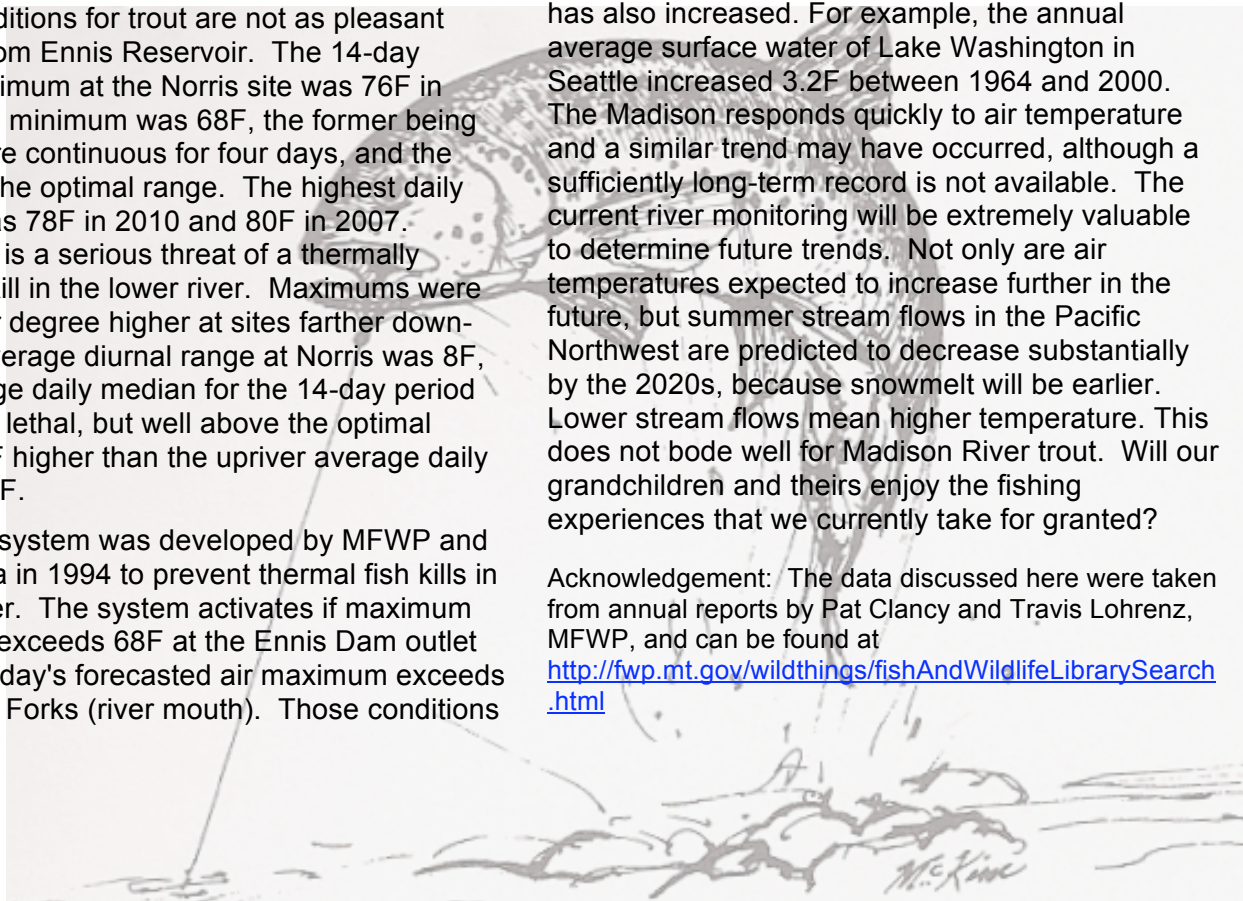 ditions for trout are not as pleasant
om Ennis Reservoir.  The 14-day
imum at the Norris site was 76F in
minimum was 68F, the former being
re continuous for four days, and the
he optimal range.  The highest daily
as 78F in 2010 and 80F in 2007.
is a serious threat of a thermally
ill in the lower river.  Maximums were
r degree higher at sites farther down-
verage diurnal range at Norris was 8F,
ge daily median for the 14-day period
lethal, but well above the optimal
F higher than the upriver average daily
F.
system was developed by MFWP and
a in 1994 to prevent thermal fish kills in
er.  The system activates if maximum
exceeds 68F at the Ennis Dam outlet
day's forecasted air maximum exceeds
Forks (river mouth).  Those conditions
has also increased. For example, the annual
average surface water of Lake Washington in
Seattle increased 3.2F between 1964 and 2000.
The Madison responds quickly to air temperature
and a similar trend may have occurred, although a
sufficiently long-term record is not available.  The
current river monitoring will be extremely valuable
to determine future trends.  Not only are air
temperatures expected to increase further in the
future, but summer stream flows in the Pacific
Northwest are predicted to decrease substantially
by the 2020s, because snowmelt will be earlier.
Lower stream flows mean higher temperature. This
does not bode well for Madison River trout.  Will our
grandchildren and theirs enjoy the fishing
experiences that we currently take for granted?
Acknowledgement:  The data discussed here were taken
from annual reports by Pat Clancy and Travis Lohrenz,
MFWP, and can be found at
http://fwp.mt.gov/wildthings/fishAndWildlifeLibrarySearch
.html